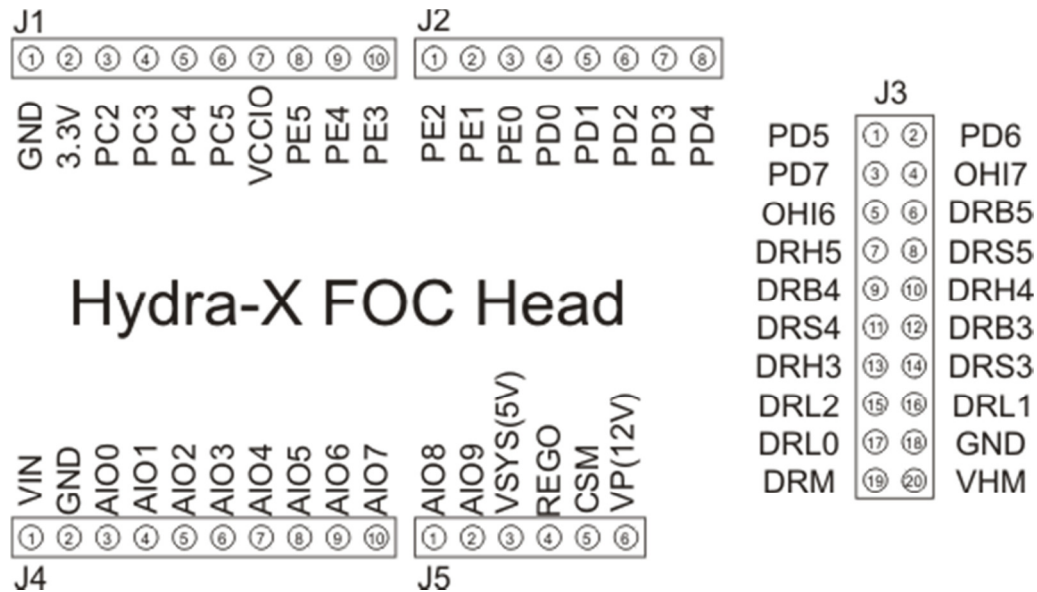 J1 J2
1 2 3 4 5 6 7 8 9 10 1 2 3 4 5 6 7 8
GND 3.3V PC2 PC3 PC4 PC5 VCCIO PE5 PE4 PE3 PE2 PE1 PE0 PD0 PD1 PD2 PD3 PD4
J3
PD5 1 2 PD6
PD7 3 4 OHI7
OHI6 5 6 DRB5
DRH5 7 8 DRS5
DRB4 9 10 DRH4
DRS4 11 12 DRB3
DRH3 13 14 DRS3
DRL2 15 16 DRL1
DRL0 17 18 GND
DRM 19 20 VHM
Hydra-X FOC Head
VIN GND AIO0 AIO1 AIO2 AIO3 AIO4 AIO5 AIO6 AIO7 AIO8 AIO9 VSYS(5V) REGO CSM VP(12V)
1 2 3 4 5 6 7 8 9 10 1 2 3 4 5 6
J4 J5